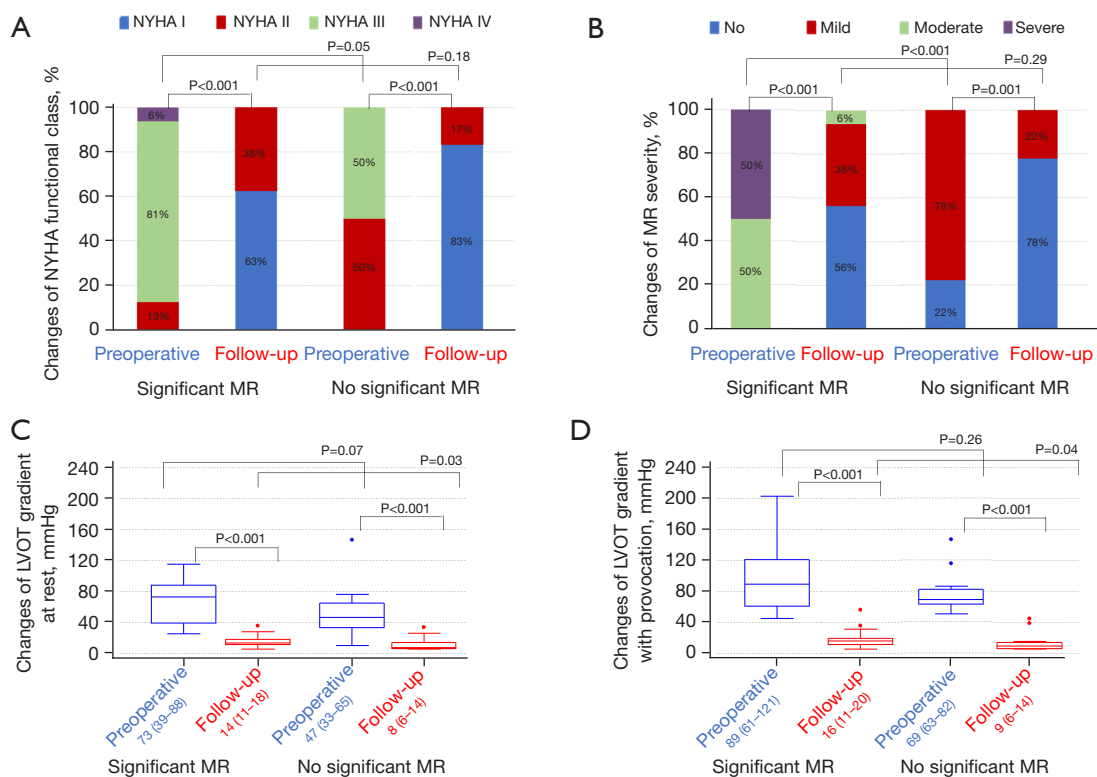 A
NYHA I NYHA II NYHA III NYHA IV
P=0.05
P=0.18
P<0.001 P<0.001
Changes of NYHA functional class, %
100
80
60
40
20
0
6%
81%
13%
38%
63%
50%
50%
17%
83%
Preoperative Follow-up Preoperative Follow-up
Significant MR No significant MR
B
No Mild Moderate Severe
P<0.001
P=0.29
P<0.001 P=0.001
Changes of MR severity, %
100
80
60
40
20
0
50%
50%
6%
38%
56%
78%
22%
22%
78%
Preoperative Follow-up Preoperative Follow-up
Significant MR No significant MR
C
P=0.07
P=0.03
P<0.001
P<0.001
Changes of LVOT gradient
at rest, mmHg
240
200
160
120
80
40
0
Preoperative
73 (39–88)
Follow-up
14 (11–18)
Preoperative
47 (33–65)
Follow-up
8 (6–14)
Significant MR No significant MR
D
P=0.26
P=0.04
P<0.001
P<0.001
Changes of LVOT gradient
with provocation, mmHg
240
200
160
120
80
40
0
Preoperative
89 (61–121)
Follow-up
16 (11–20)
Preoperative
69 (63–82)
Follow-up
9 (6–14)
Significant MR No significant MR